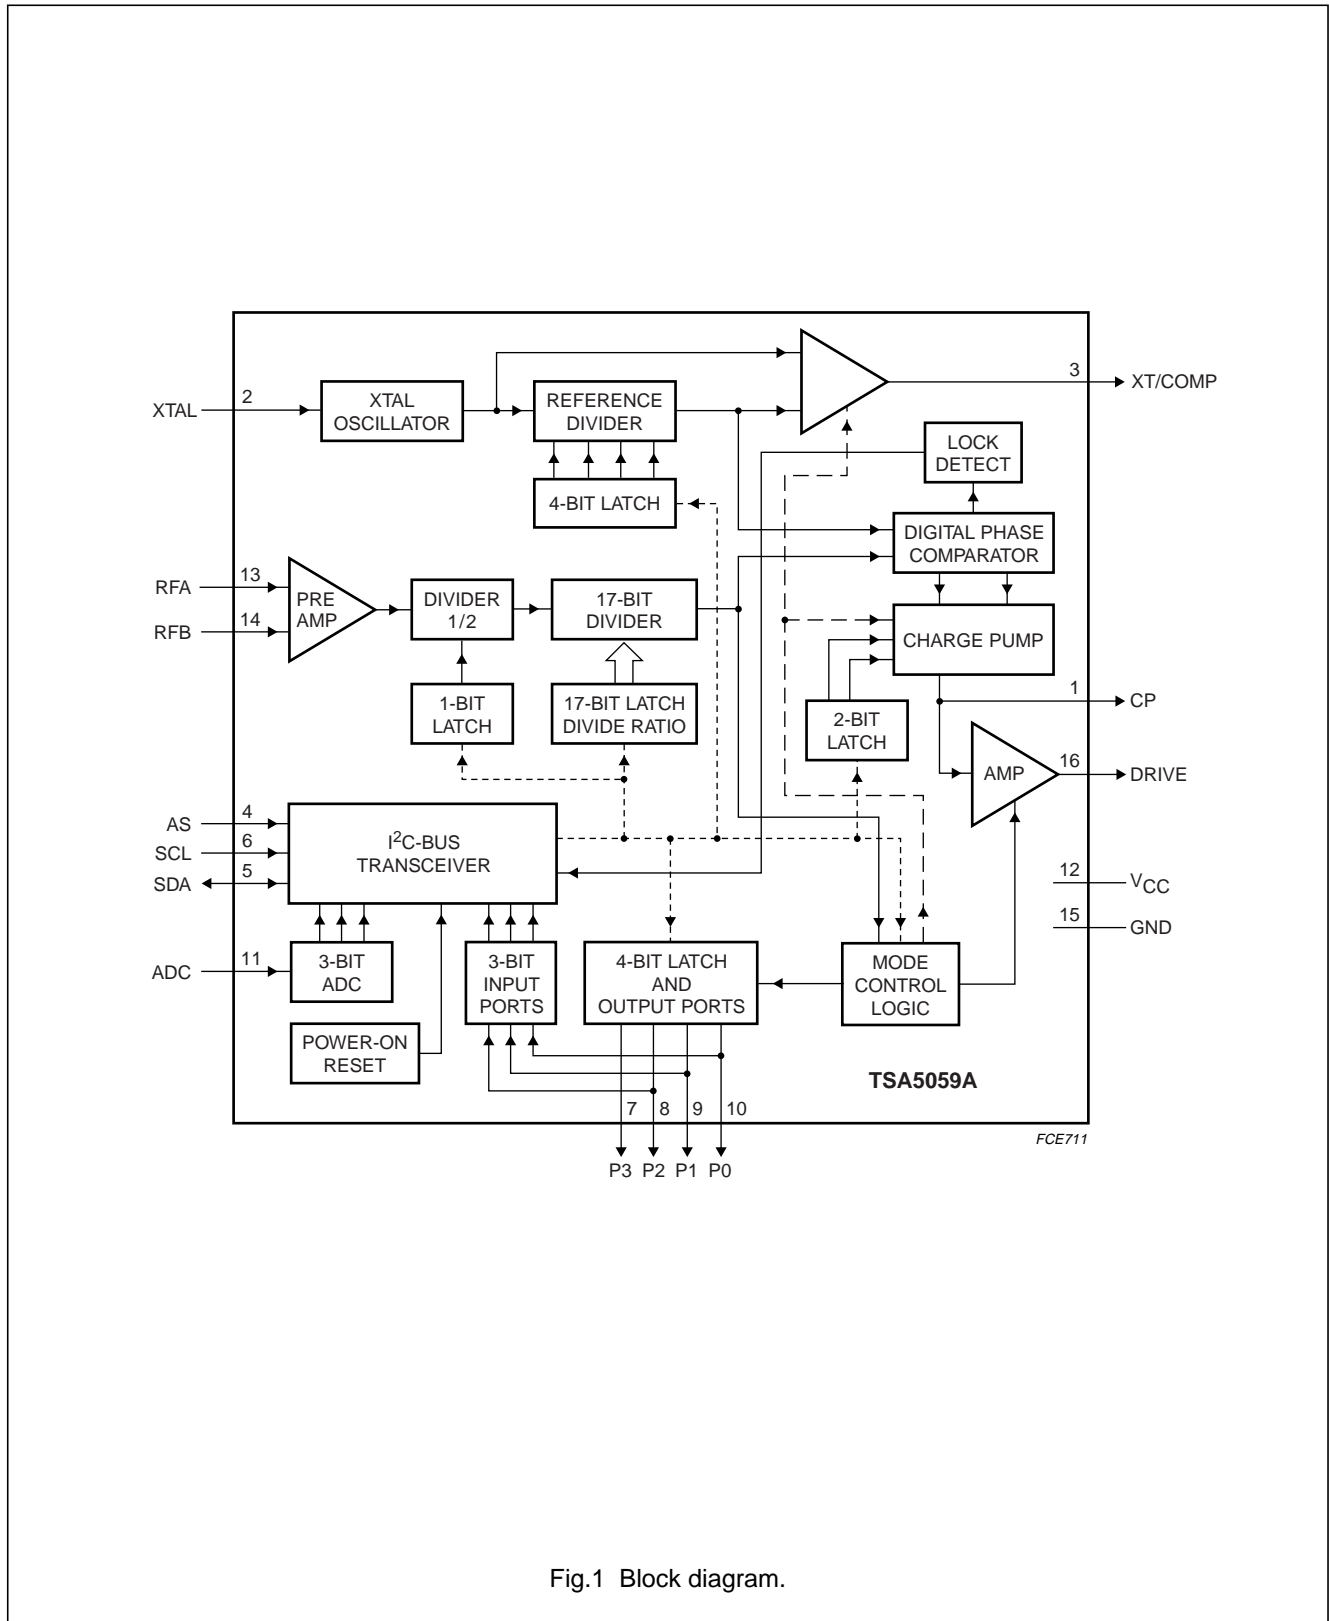 XTAL
2
XTAL
OSCILLATOR
REFERENCE
DIVIDER
4-BIT LATCH
3
XT/COMP
LOCK
DETECT
DIGITAL PHASE
COMPARATOR
RFA
13
RFB
14
PRE
AMP
DIVIDER
1/2
17-BIT
DIVIDER
CHARGE PUMP
1
CP
1-BIT
LATCH
17-BIT LATCH
DIVIDE RATIO
2-BIT
LATCH
AMP
16
DRIVE
AS
4
SCL
6
SDA
5
I2C-BUS
TRANSCEIVER
12
VCC
15
GND
ADC
11
3-BIT
ADC
3-BIT
INPUT
PORTS
4-BIT LATCH
AND
OUTPUT PORTS
MODE
CONTROL
LOGIC
POWER-ON
RESET
TSA5059A
7
8
9
10
FCE711
P3
P2
P1
P0
Fig.1 Block diagram.